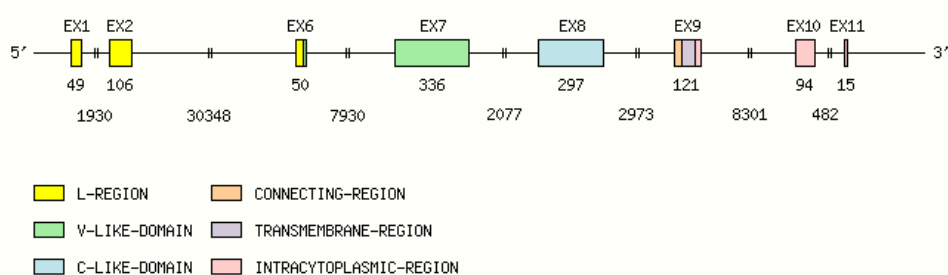 EX1 EX2 EX6 EX7 EX8 EX9 EX10 EX11
5' 3'
49 106 50 336 297 121 94 15
1930 30348 7930 2077 2973 8301 482
L-REGION CONNECTING-REGION
V-LIKE-DOMAIN TRANSMEMBRANE-REGION
C-LIKE-DOMAIN INTRACYTOPLASMIC-REGION